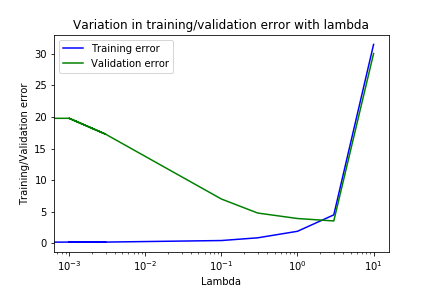 Variation in training/validation error with lambda
Training error
Validation error
Training/Validation error
30
25
20
15
10
5
0
10⁻³
10⁻²
10⁻¹
10⁰
10¹
Lambda